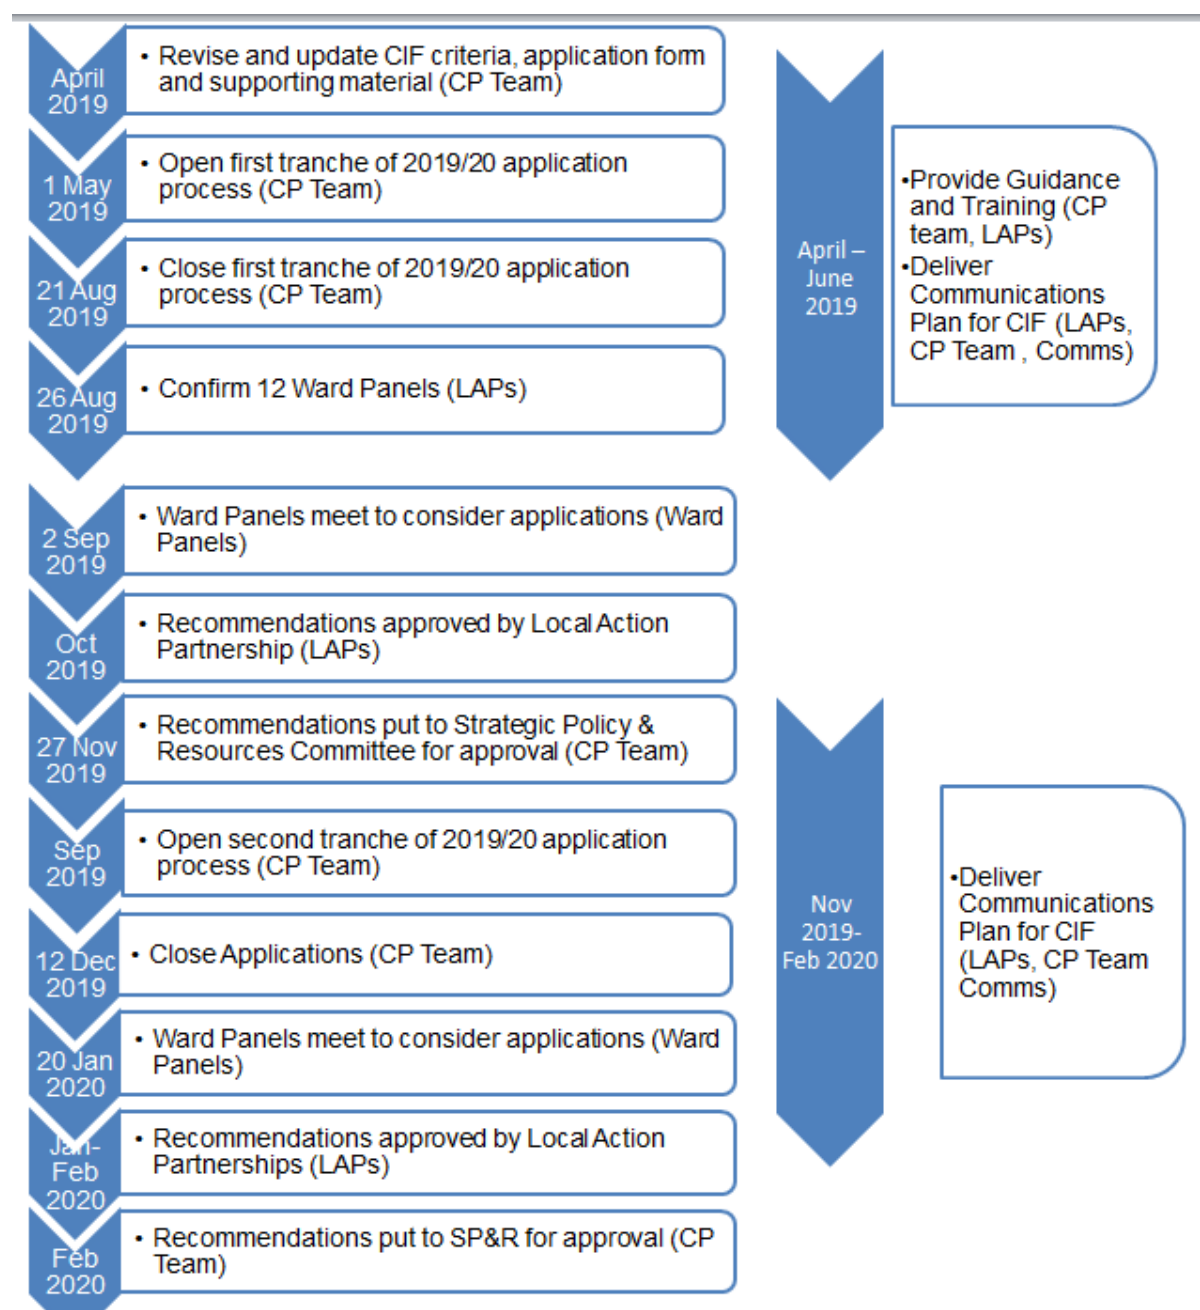 April
2019
• Revise and update CIF criteria, application form
and supporting material (CP Team)
1 May
2019
• Open first tranche of 2019/20 application
process (CP Team)
21 Aug
2019
• Close first tranche of 2019/20 application
process (CP Team)
26 Aug
2019
• Confirm 12 Ward Panels (LAPs)
April –
June
2019
•Provide Guidance
and Training (CP
team, LAPs)
•Deliver
Communications
Plan for CIF (LAPs,
CP Team , Comms)
2 Sep
2019
• Ward Panels meet to consider applications (Ward
Panels)
Oct
2019
• Recommendations approved by Local Action
Partnership (LAPs)
27 Nov
2019
• Recommendations put to Strategic Policy &
Resources Committee for approval (CP Team)
Sep
2019
• Open second tranche of 2019/20 application
process (CP Team)
12 Dec
2019
• Close Applications (CP Team)
20 Jan
2020
• Ward Panels meet to consider applications (Ward
Panels)
Jan-
Feb
2020
• Recommendations approved by Local Action
Partnerships (LAPs)
Feb
2020
• Recommendations put to SP&R for approval (CP
Team)
Nov
2019-
Feb 2020
•Deliver
Communications
Plan for CIF
(LAPs, CP Team
Comms)